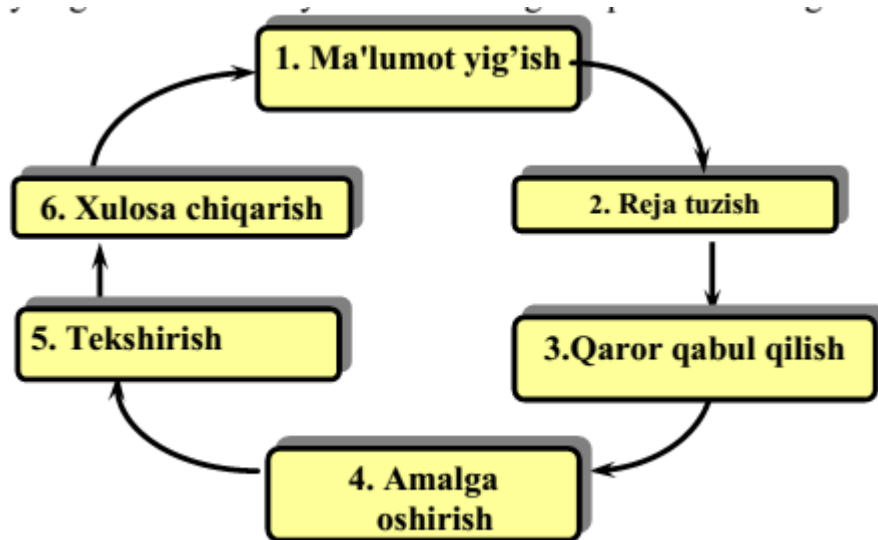 1. Ma'lumot yig’ish
2. Reja tuzish
3.Qaror qabul qilish
4. Amalga
oshirish
5. Tekshirish
6. Xulosa chiqarish